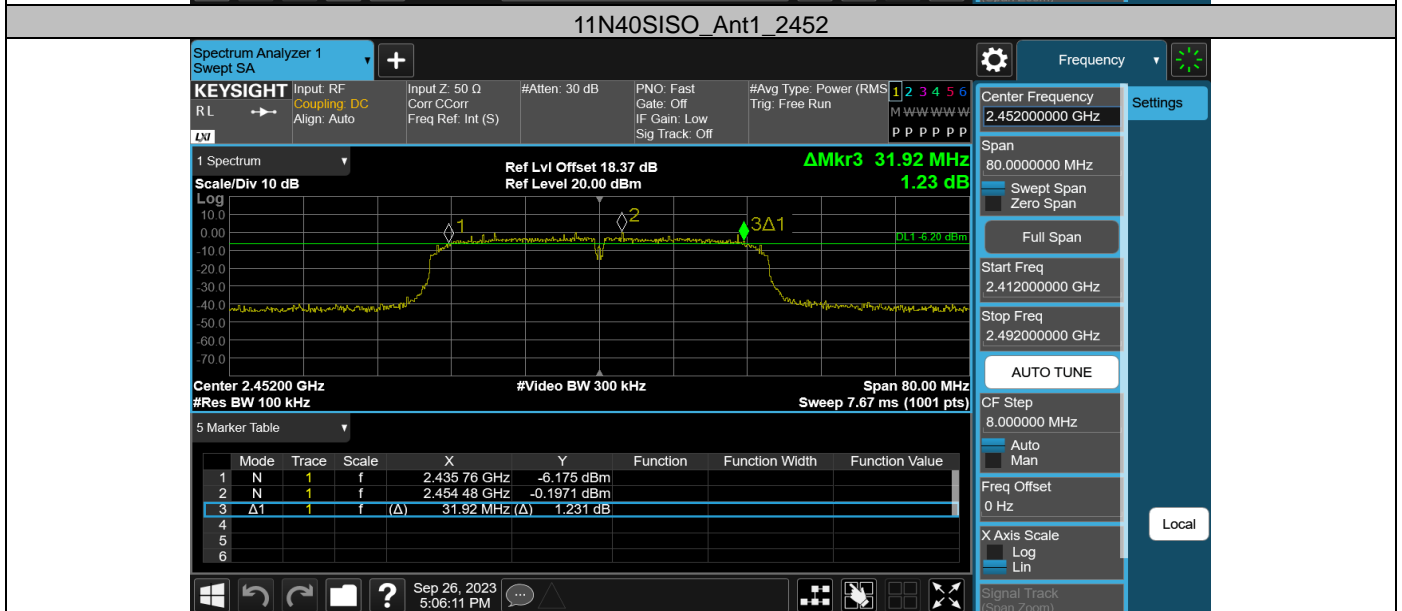 11N40SISO_Ant1_2452
Spectrum Analyzer 1
Swept SA
Frequency
KEYSIGHT
RL
LXI
Input: RF
Coupling: DC
Align: Auto
Input Z: 50 Ω
Corr CCorr
Freq Ref: Int (S)
#Atten: 30 dB
PNO: Fast
Gate: Off
IF Gain: Low
Sig Track: Off
#Avg Type: Power (RMS
Trig: Free Run
1 2 3 4 5 6
M W W W W W
P P P P P P
Center Frequency
2.452000000 GHz
Settings
Span
80.0000000 MHz
Swept Span
Zero Span
Full Span
Start Freq
2.412000000 GHz
Stop Freq
2.492000000 GHz
AUTO TUNE
CF Step
8.000000 MHz
Auto
Man
Freq Offset
0 Hz
X Axis Scale
Log
Lin
Signal Track
(Span Zoom)
Local
1 Spectrum
Scale/Div 10 dB
Ref Lvl Offset 18.37 dB
Ref Level 20.00 dBm
ΔMkr3 31.92 MHz
1.23 dB
Log
10.0
0.00
-10.0
-20.0
-30.0
-40.0
-50.0
-60.0
-70.0
1
2
3Δ1
DL1 -6.20 dBm
Center 2.45200 GHz
#Video BW 300 kHz
Span 80.00 MHz
#Res BW 100 kHz
Sweep 7.67 ms (1001 pts)
5 Marker Table
Mode Trace Scale X Y Function Function Width Function Value
1 N 1 f 2.435 76 GHz -6.175 dBm
2 N 1 f 2.454 48 GHz -0.1971 dBm
3 Δ1 1 f (Δ) 31.92 MHz (Δ) 1.231 dB
4
5
6
?
Sep 26, 2023
5:06:11 PM